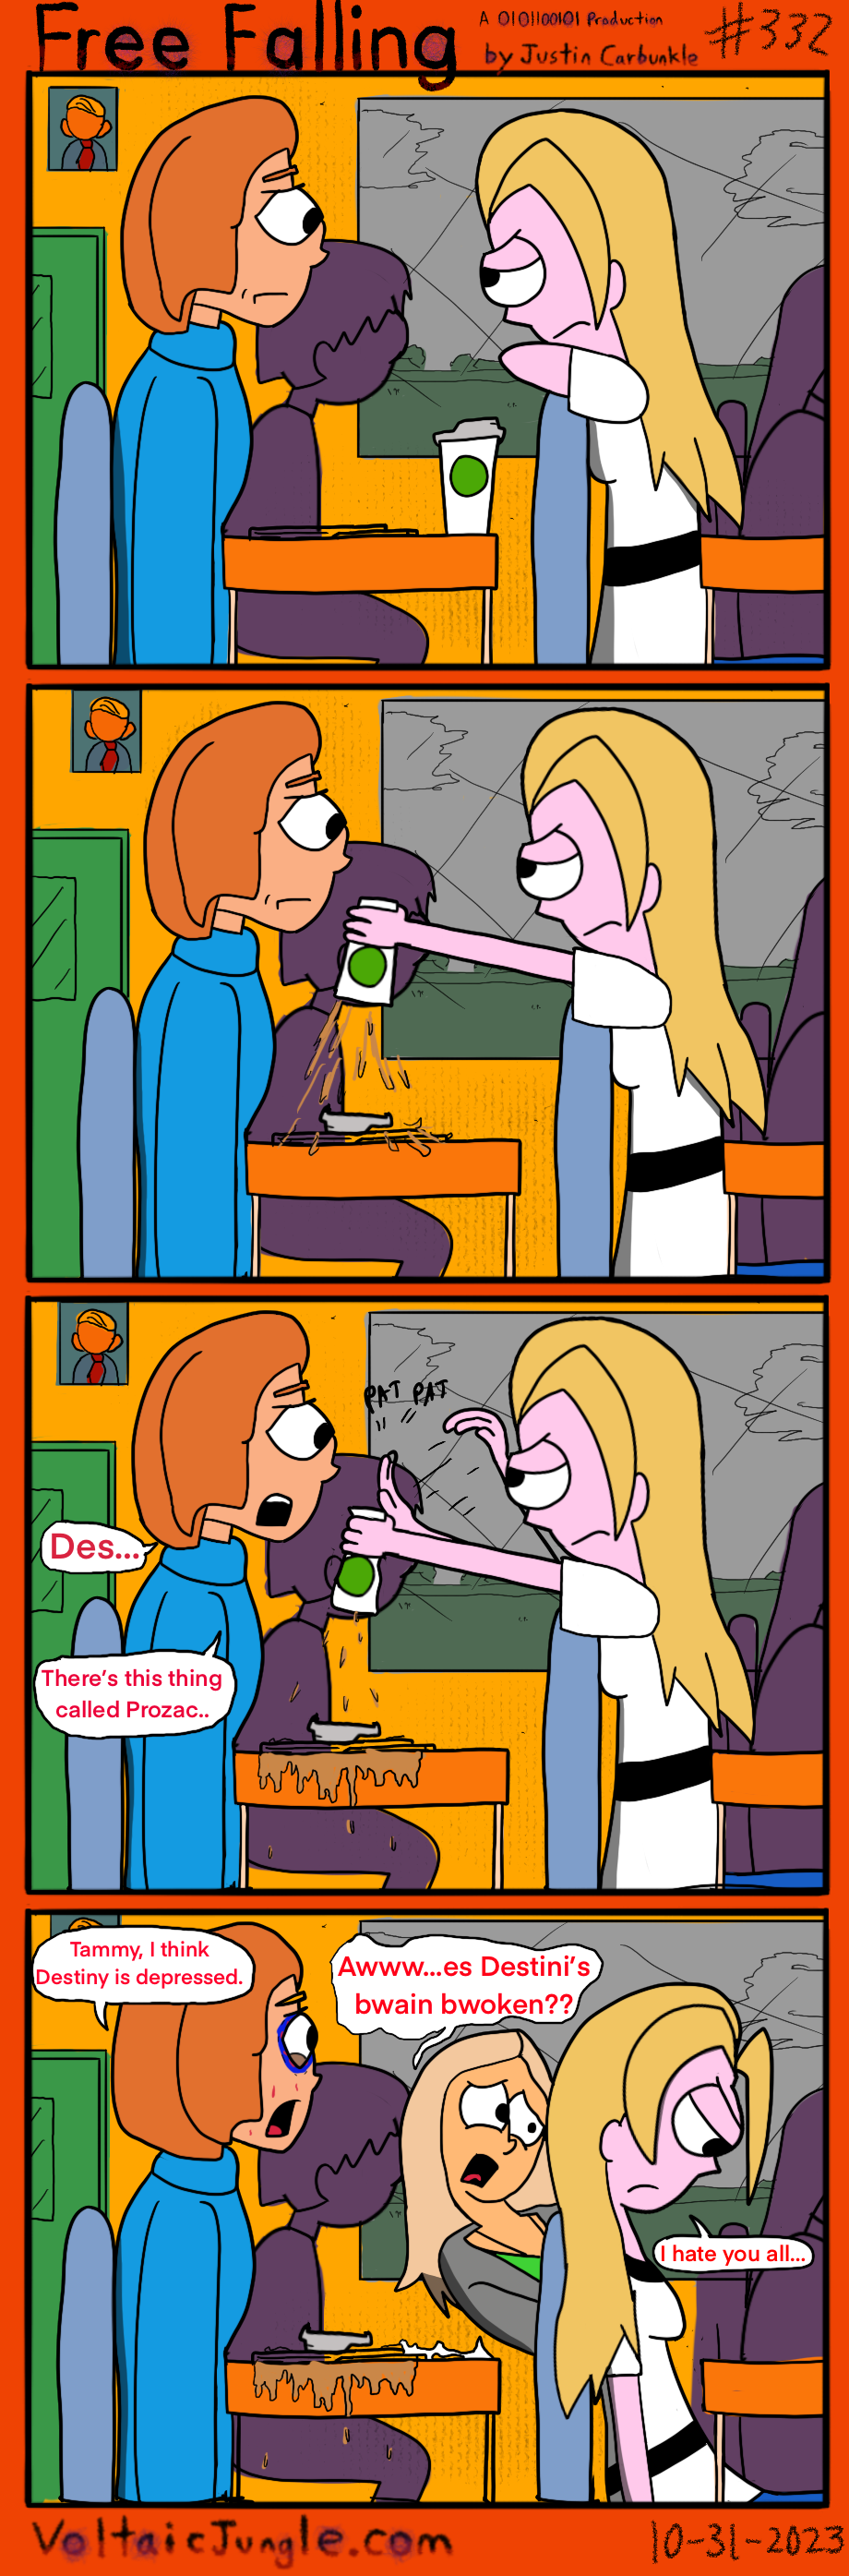 Free Falling
A 0101100101 Production
by Justin Carbunkle
#332
PAT PAT
Des...
There's this thing
called Prozac..
Tammy, I think
Destiny is depressed.
Awww...es Destini's
bwain bwoken??
I hate you all...
VoltaicJungle.com
10-31-2023